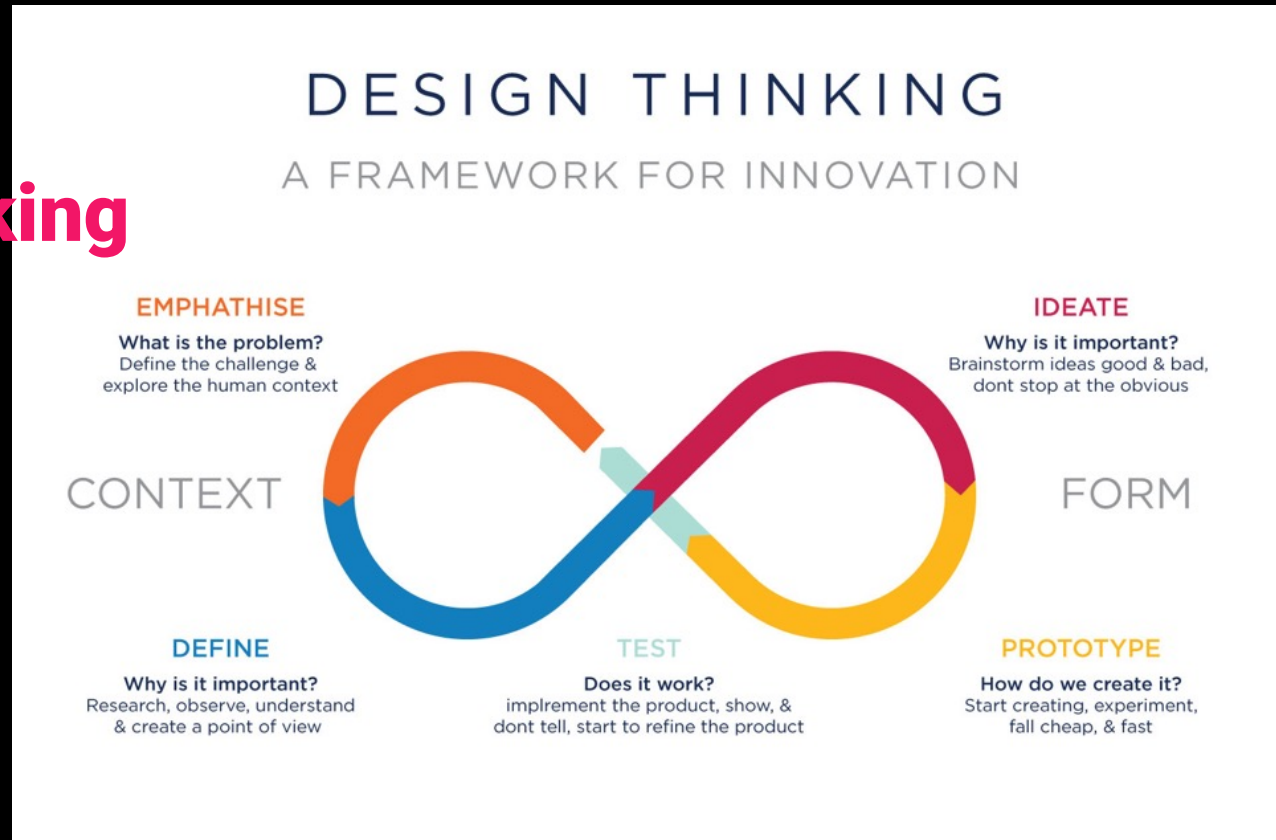 DESIGN THINKING
A FRAMEWORK FOR INNOVATION
king
EMPHATHISE
What is the problem?
Define the challenge &
explore the human context
IDEATE
Why is it important?
Brainstorm ideas good & bad,
dont stop at the obvious
CONTEXT
FORM
DEFINE
Why is it important?
Research, observe, understand
& create a point of view
TEST
Does it work?
implrement the product, show, &
dont tell, start to refine the product
PROTOTYPE
How do we create it?
Start creating, experiment,
fall cheap, & fast